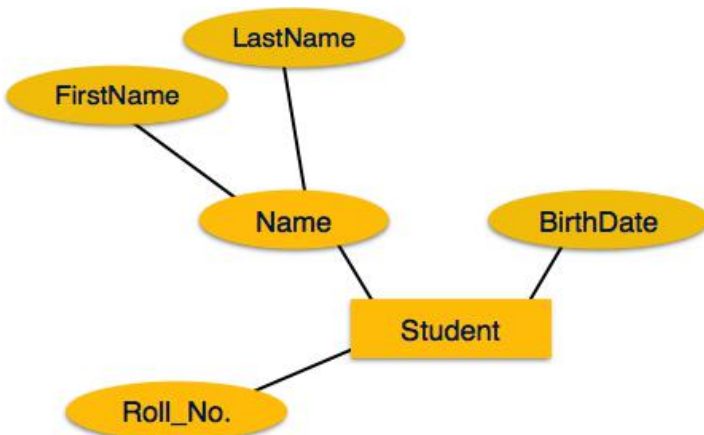 LastName
FirstName
Name
BirthDate
Student
Roll_No.